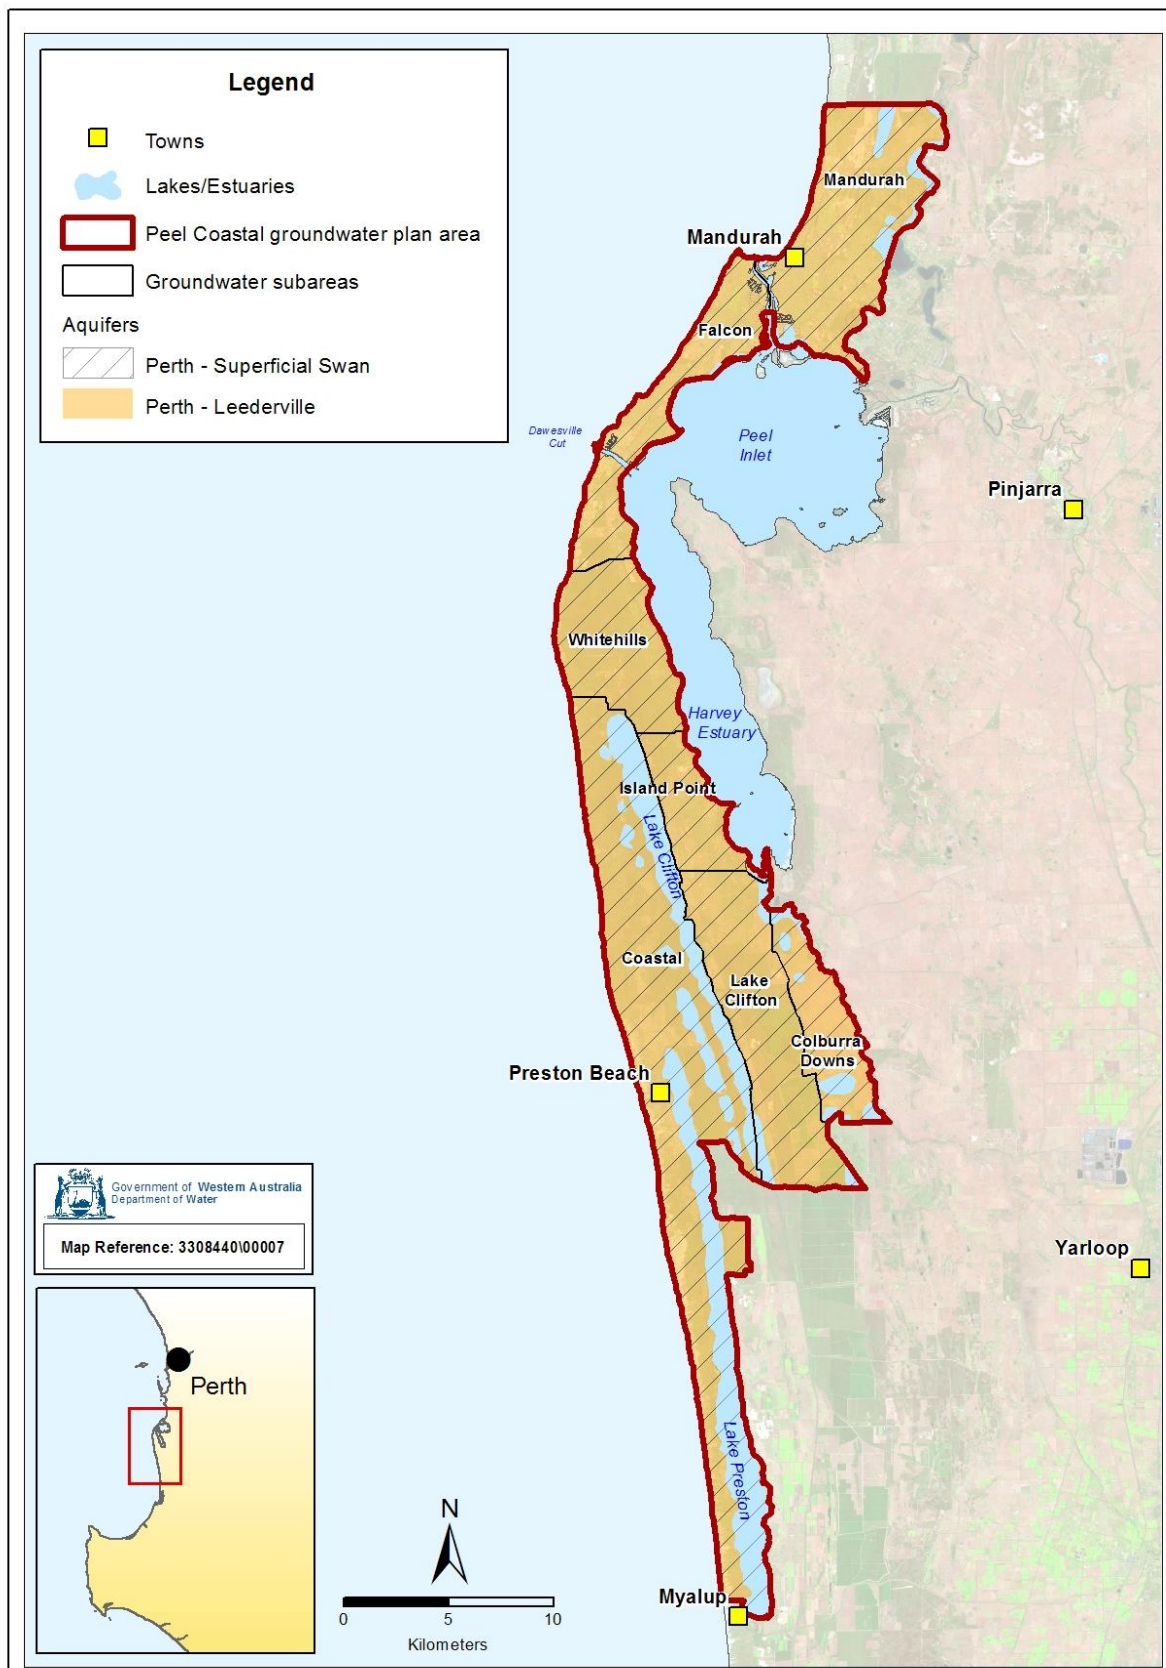 Legend
Towns
Lakes/Estuaries
Peel Coastal groundwater plan area
Groundwater subareas
Aquifers
Perth - Superficial Swan
Perth - Leederville
Mandurah
Mandurah
Falcon
Dawesville
Cut
Peel
Inlet
Pinjarra
Whitehills
Harvey
Estuary
Island Point
Lake Clifton
Coastal
Lake
Clifton
Colburra
Downs
Preston Beach
Government of Western Australia
Department of Water
Map Reference: 3308440\00007
Yarloop
Perth
Lake Preston
N
Myalup
0 5 10
Kilometers